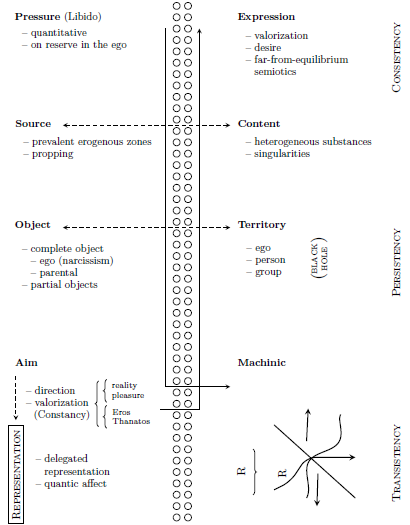 Pressure (Libido)
– quantitative
– on reserve in the ego
Expression
– valorization
– desire
– far-from-equilibrium
semiotics
CONSISTENCY
Source
– prevalent erogenous zones
– propping
Content
– heterogeneous substances
– singularities
Object
– complete object
– ego (narcissism)
– parental
– partial objects
Territory
– ego
– person
– group
(BLACK
HOLE)
PERSISTENCY
Aim
– direction
– valorization
(Constancy)
reality
pleasure
Eros
Thanatos
REPRESENTATION
– delegated
representation
– quantic affect
Machinic
R
R
TRANSISTENCY